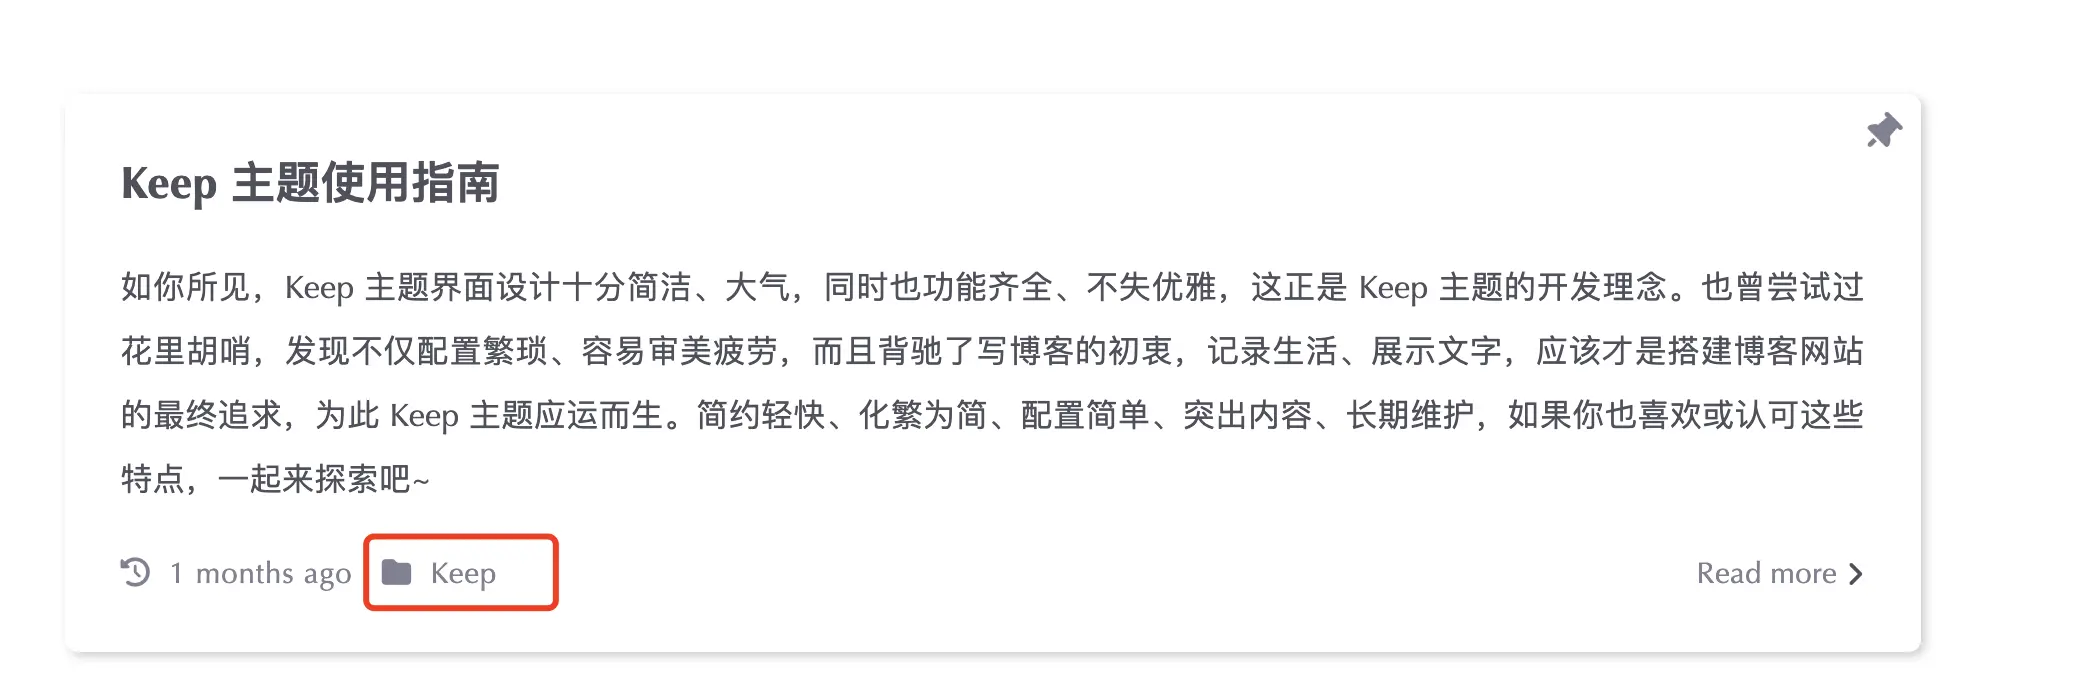 Keep 主题使用指南
如你所见，Keep 主题界面设计十分简洁、大气，同时也功能齐全、不失优雅，这正是 Keep 主题的开发理念。也曾尝试过
花里胡哨，发现不仅配置繁琐、容易审美疲劳，而且背驰了写博客的初衷，记录生活、展示文字，应该才是搭建博客网站
的最终追求，为此 Keep 主题应运而生。简约轻快、化繁为简、配置简单、突出内容、长期维护，如果你也喜欢或认可这些
特点，一起来探索吧~
1 months ago Keep Read more